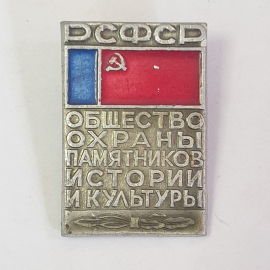 РСФСР
ОБЩЕСТВО
ОХРАНЫ
ПАМЯТНИКОВ
ИСТОРИИ
И КУЛЬТУРЫ